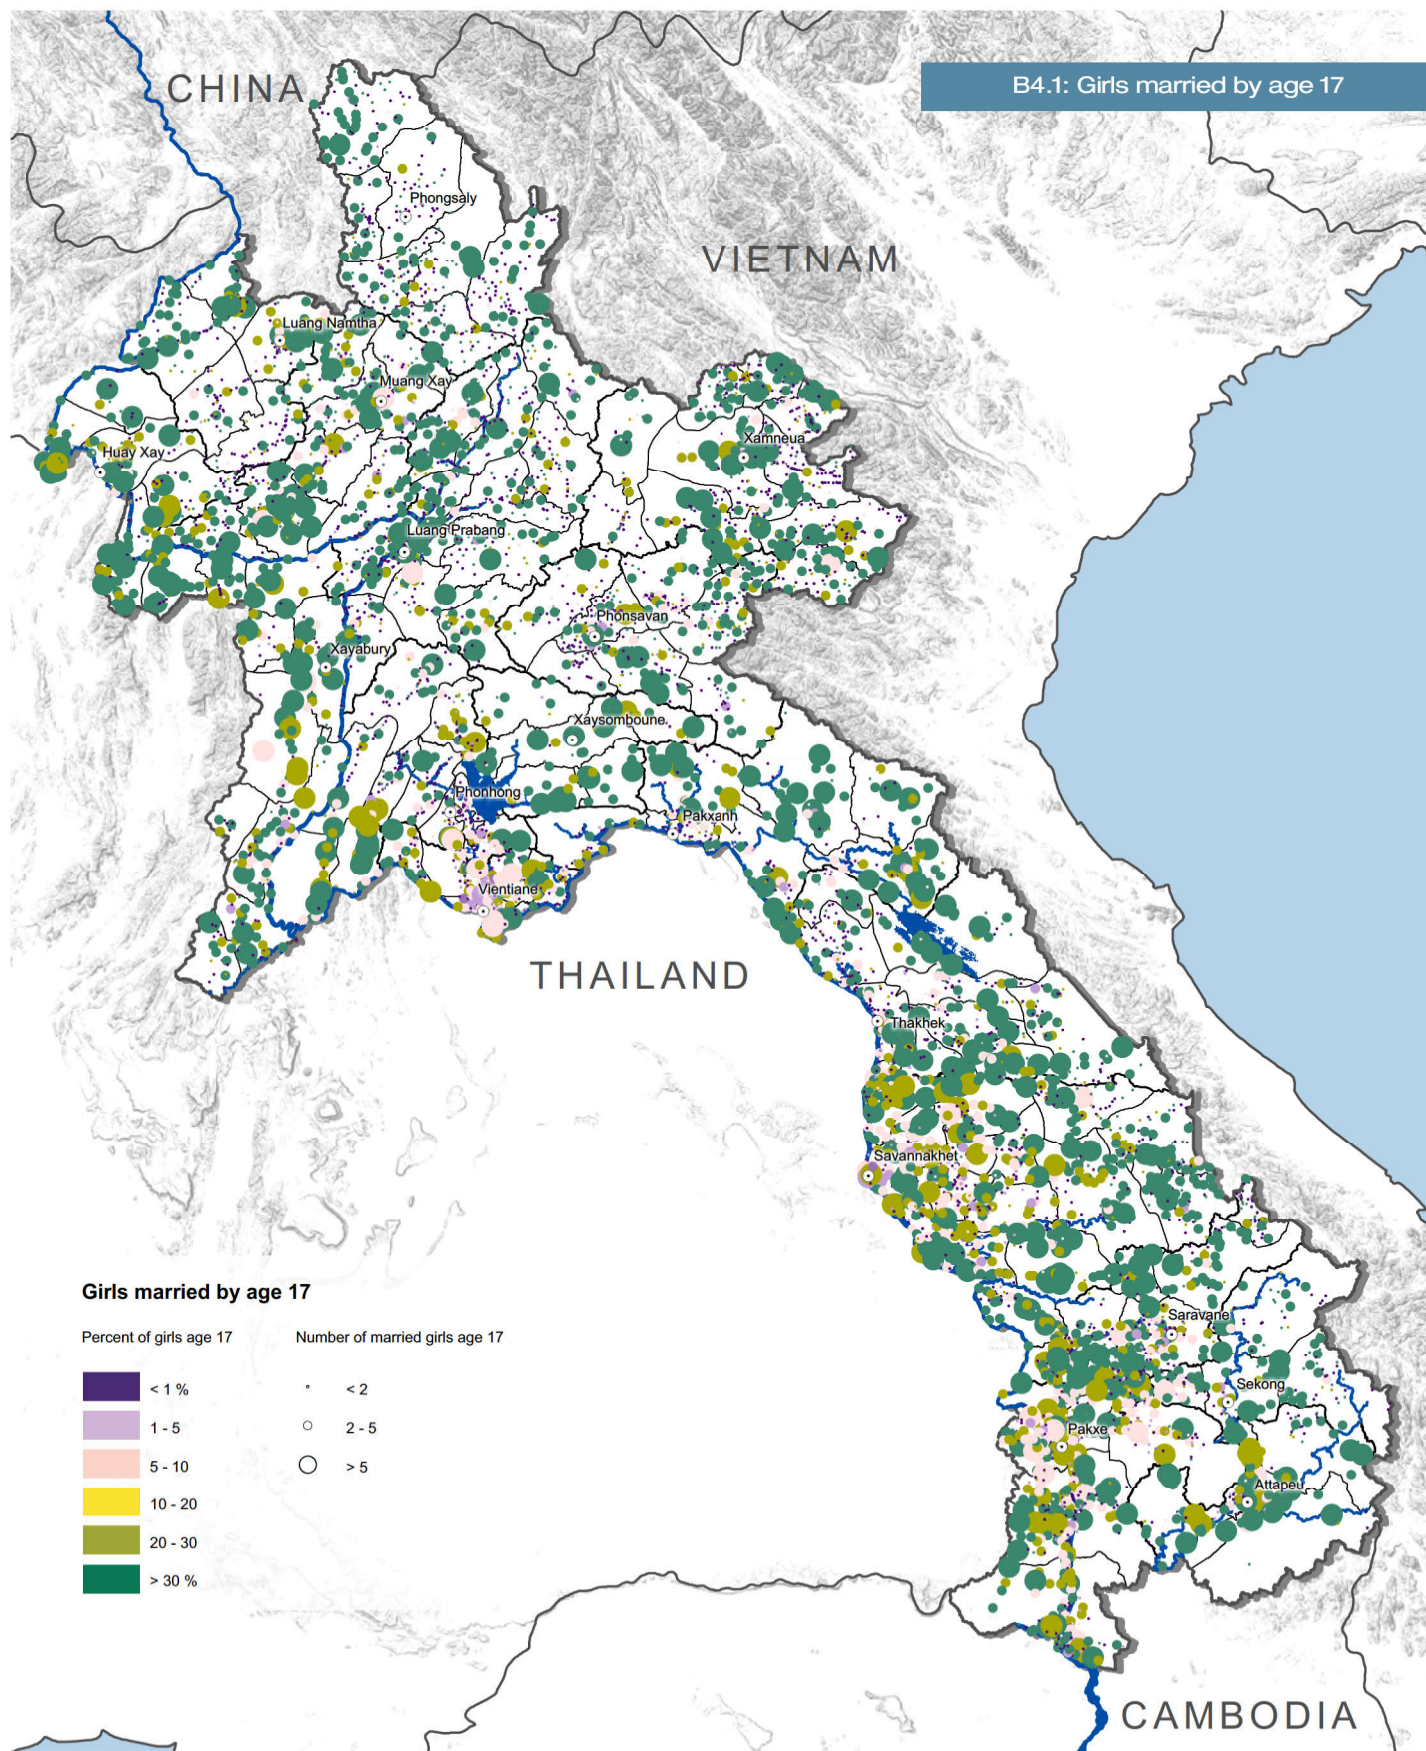 CHINA
B4.1: Girls married by age 17
Phongsaly
VIETNAM
Luang Namtha
Muang Xay
Xamneua
Huay Xay
Luang Prabang
Phonsavan
Xayabury
Xaysomboune
Phonhong
Pakxanh
Vientiane
THAILAND
Thakhek
Savannakhet
Girls married by age 17
Percent of girls age 17
Number of married girls age 17
< 1 %
< 2
1 - 5
2 - 5
5 - 10
> 5
10 - 20
20 - 30
> 30 %
Saravane
Sekong
Pakxe
Attapeu
CAMBODIA